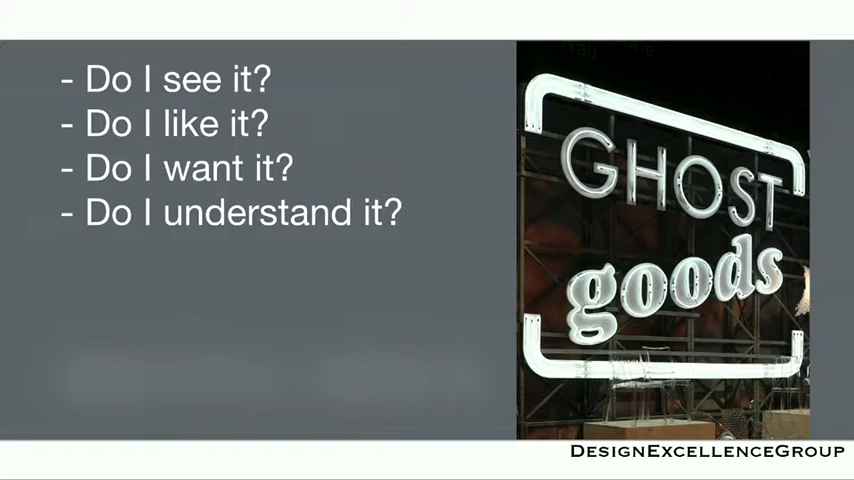 - Do I see it?
- Do I like it?
- Do I want it?
- Do I understand it?
GHOST
goods
DESIGNEXCELLENCEGROUP